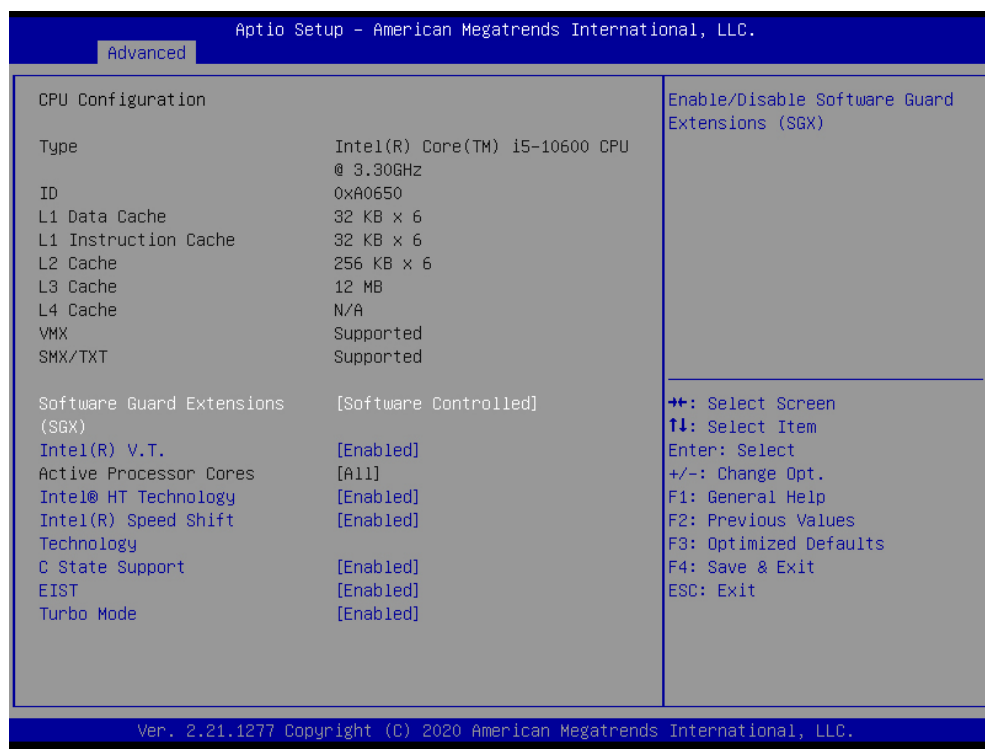 Aptio Setup – American Megatrends International, LLC.
Advanced
CPU Configuration
Type Intel(R) Core(TM) i5-10600 CPU
@ 3.30GHz
ID 0xA0650
L1 Data Cache 32 KB x 6
L1 Instruction Cache 32 KB x 6
L2 Cache 256 KB x 6
L3 Cache 12 MB
L4 Cache N/A
VMX Supported
SMX/TXT Supported
Software Guard Extensions [Software Controlled]
(SGX)
Intel(R) V.T. [Enabled]
Active Processor Cores [All]
Intel® HT Technology [Enabled]
Intel(R) Speed Shift [Enabled]
Technology
C State Support [Enabled]
EIST [Enabled]
Turbo Mode [Enabled]
Enable/Disable Software Guard
Extensions (SGX)
→←: Select Screen
↑↓: Select Item
Enter: Select
+/-: Change Opt.
F1: General Help
F2: Previous Values
F3: Optimized Defaults
F4: Save & Exit
ESC: Exit
Ver. 2.21.1277 Copyright (C) 2020 American Megatrends International, LLC.